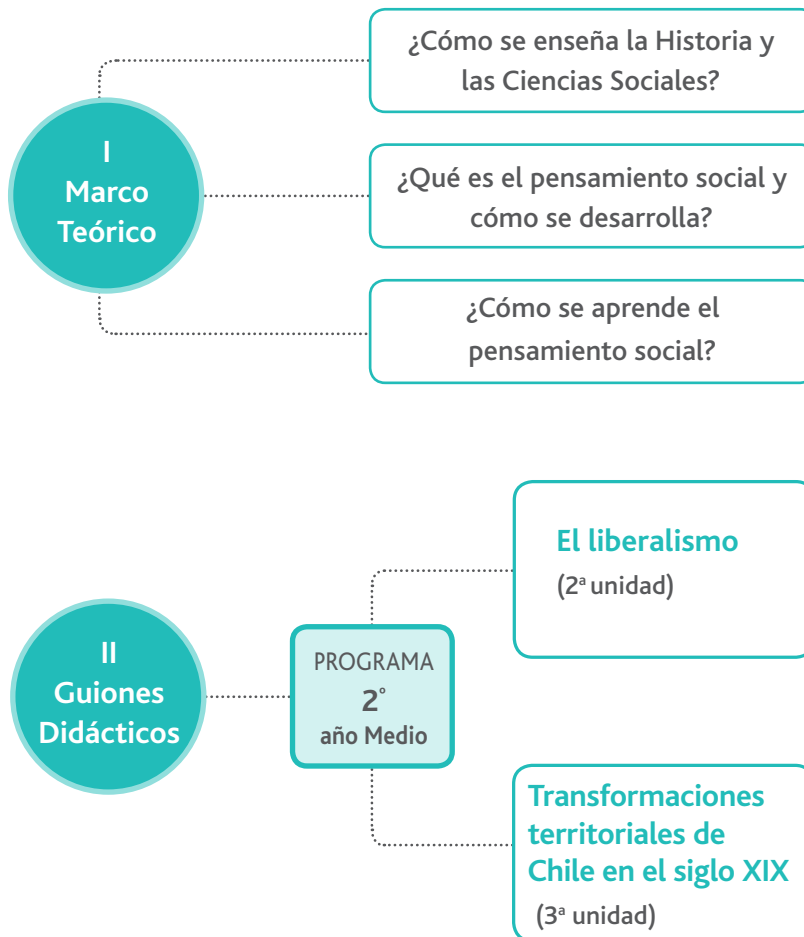 ¿Cómo se enseña la Historia y
las Ciencias Sociales?
I
Marco
Teórico
¿Qué es el pensamiento social y
cómo se desarrolla?
¿Cómo se aprende el
pensamiento social?
II
Guiones
Didácticos
PROGRAMA
2°
año Medio
El liberalismo
(2ª unidad)
Transformaciones
territoriales de
Chile en el siglo XIX
(3ª unidad)